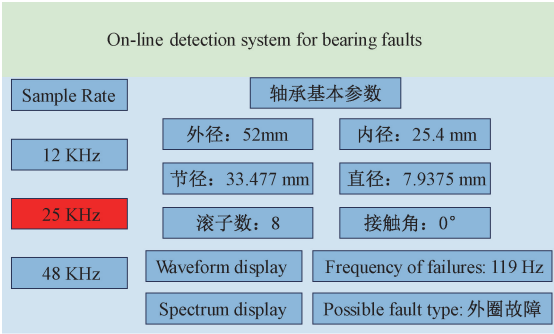 On-line detection system for bearing faults
Sample Rate
轴承基本参数
12 KHz
外径：52mm
内径：25.4 mm
节径：33.477 mm
直径：7.9375 mm
25 KHz
滚子数：8
接触角：0°
48 KHz
Waveform display
Frequency of failures: 119 Hz
Spectrum display
Possible fault type: 外圈故障